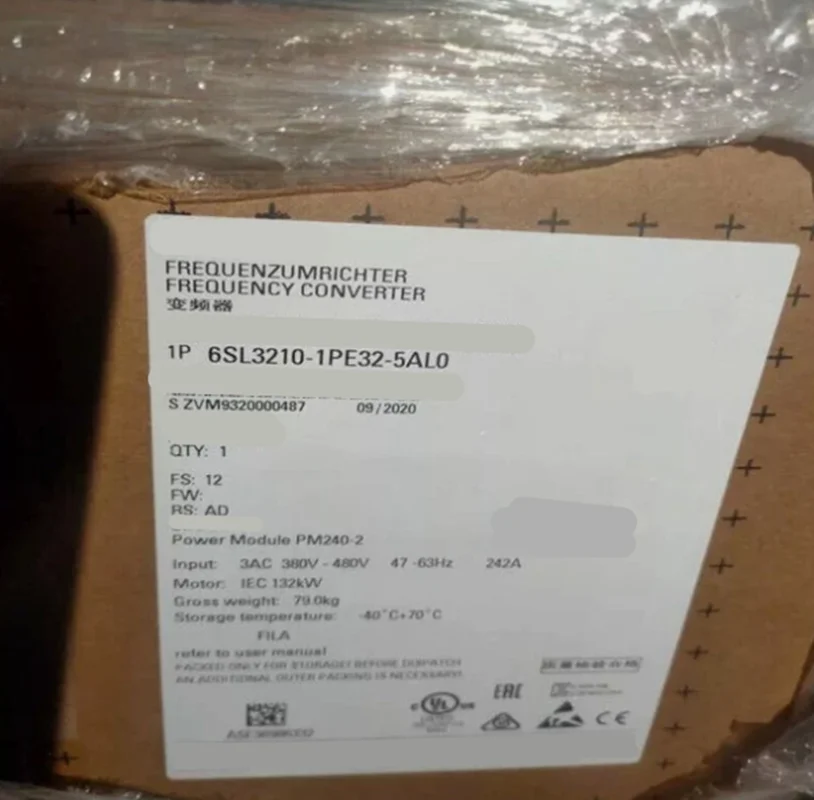 FREQUENZUMRICHTER
FREQUENCY CONVERTER
变频器
1P 6SL3210-1PE32-5AL0
S ZVM9320000487 09/2020
QTY: 1
FS: 12
FW:
RS: AD
Power Module PM240-2
Input: 3AC 380V - 480V 47 -63Hz 242A
Motor: IEC 132kW
Gross weight: 79.0kg
Storage temperature: -40°C+70°C
refer to user manual
PACKED ONLY FOR STORAGE! BEFORE DISPATCH
AN ADDITIONAL OUTER PACKING IS NECESSARY!
EAC
c UL us
CE